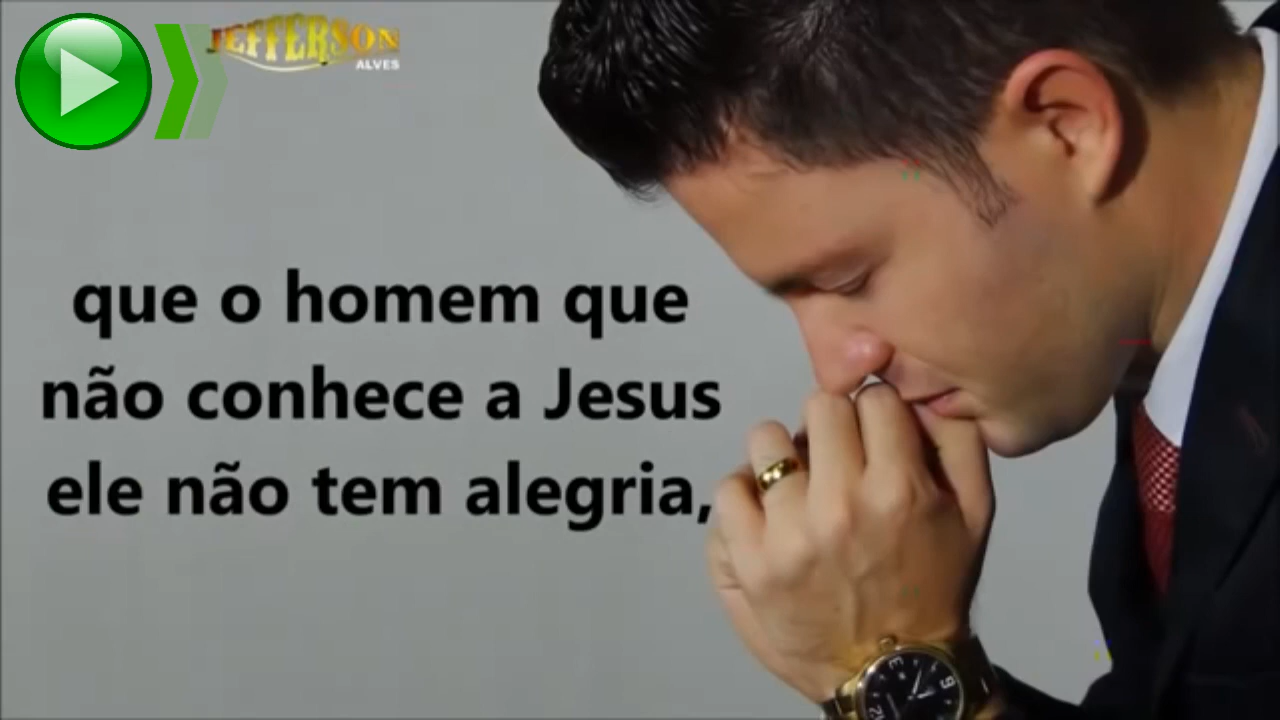 JEFFERSON
ALVES
que o homem que
não conhece a Jesus
ele não tem alegria,